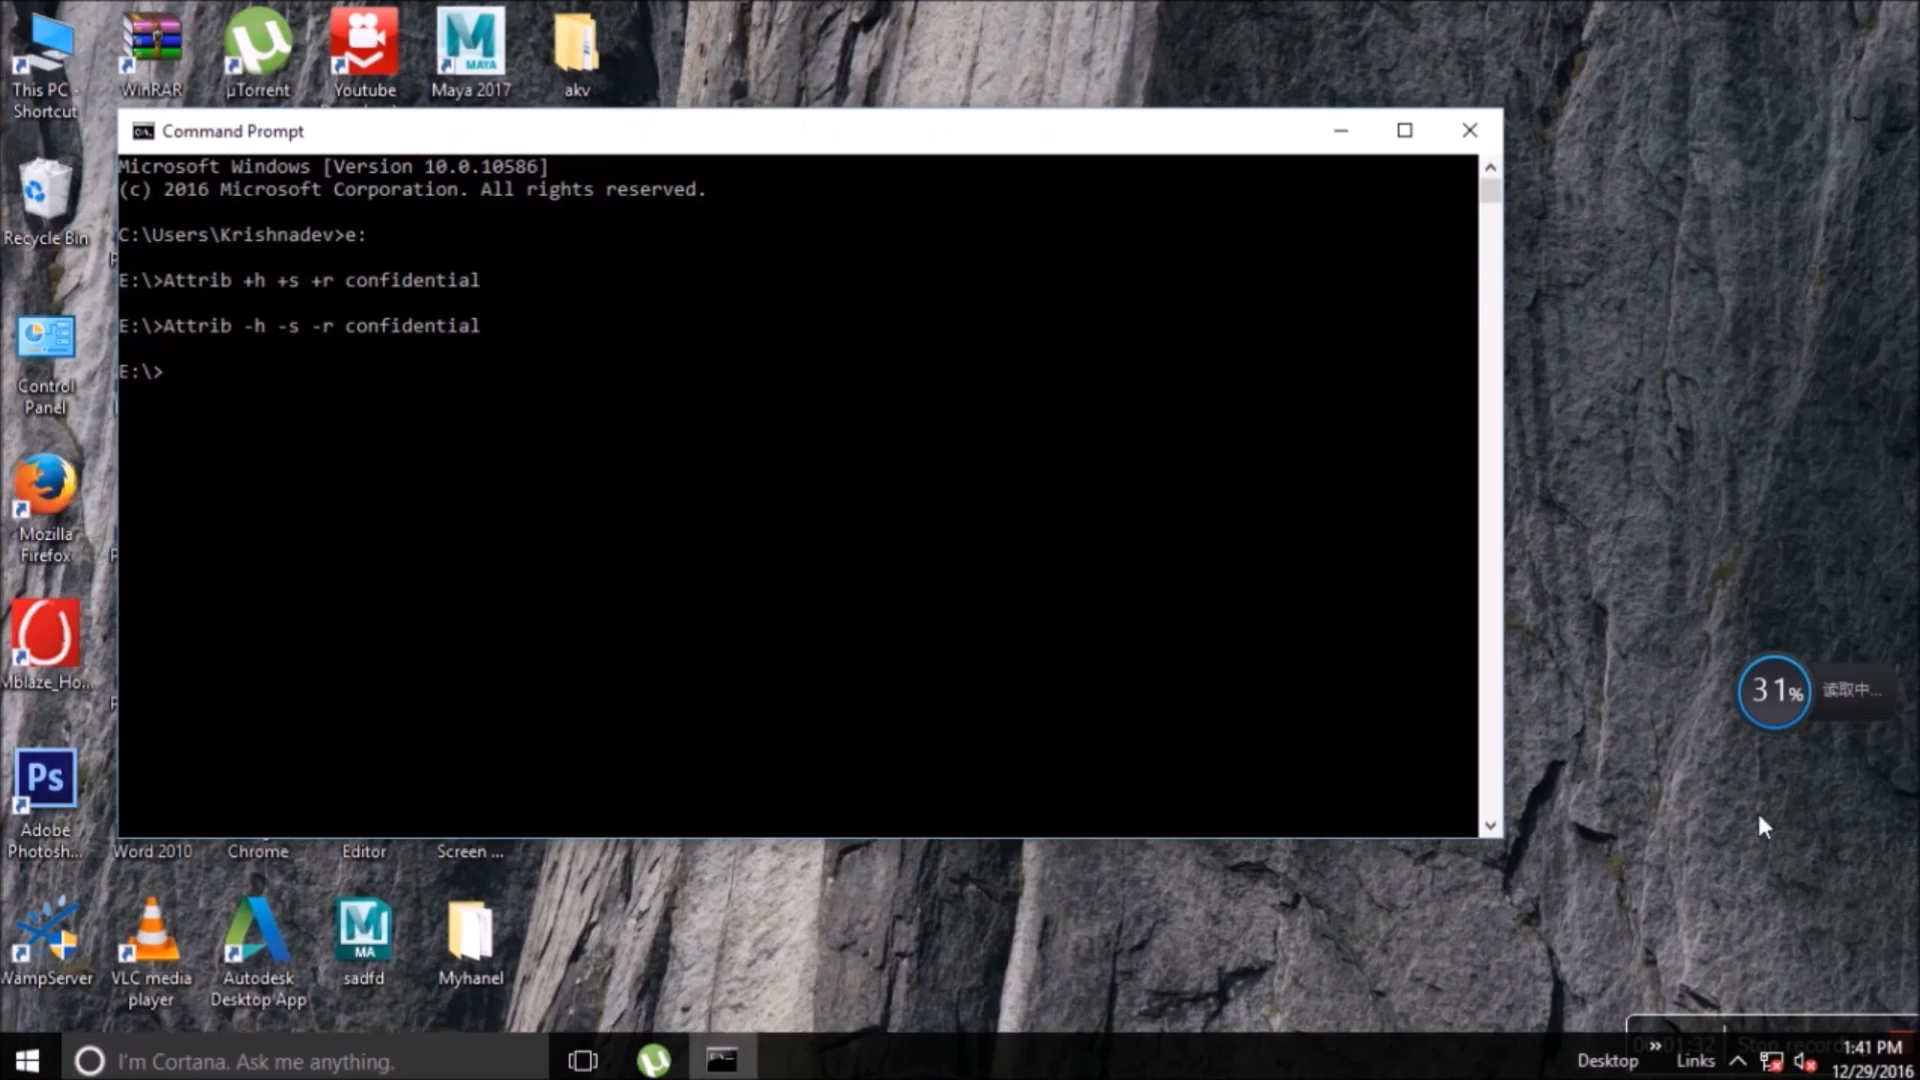 This PC -
Shortcut
WinRAR
µTorrent
Youtube
MAYA
Maya 2017
akv
Command Prompt
Microsoft Windows [Version 10.0.10586]
(c) 2016 Microsoft Corporation. All rights reserved.
C:\Users\Krishnadev>e:
E:\>Attrib +h +s +r confidential
E:\>Attrib -h -s -r confidential
E:\>
Recycle Bin
Control
Panel
Mozilla
Firefox
Mblaze_Ho...
31%
读取中...
Ps
Adobe
Photosh...
Word 2010
Chrome
Editor
Screen ...
WampServer
VLC media
player
Autodesk
Desktop App
MA
sadfd
Myhanel
I'm Cortana. Ask me anything.
Desktop
Links
1:41 PM
12/29/2016